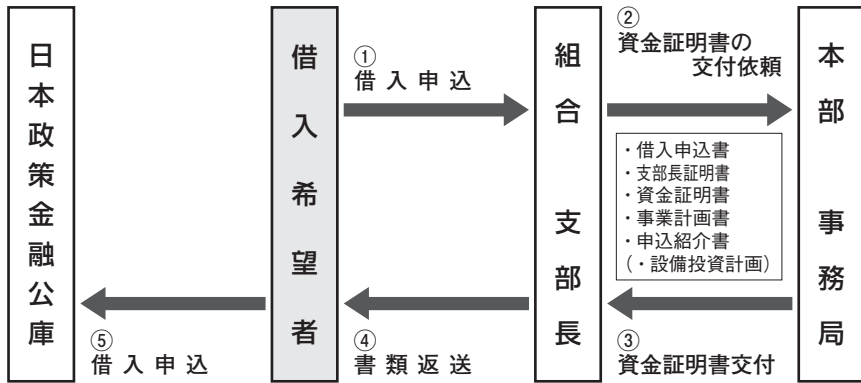 日本政策金融公庫
借入希望者
①
借入申込
組合 支部長
②
資金証明書の
交付依頼
本部 事務局
・借入申込書
・支部長証明書
・資金証明書
・事業計画書
・申込紹介書
（・設備投資計画）
③
資金証明書交付
④
書類返送
⑤
借入申込